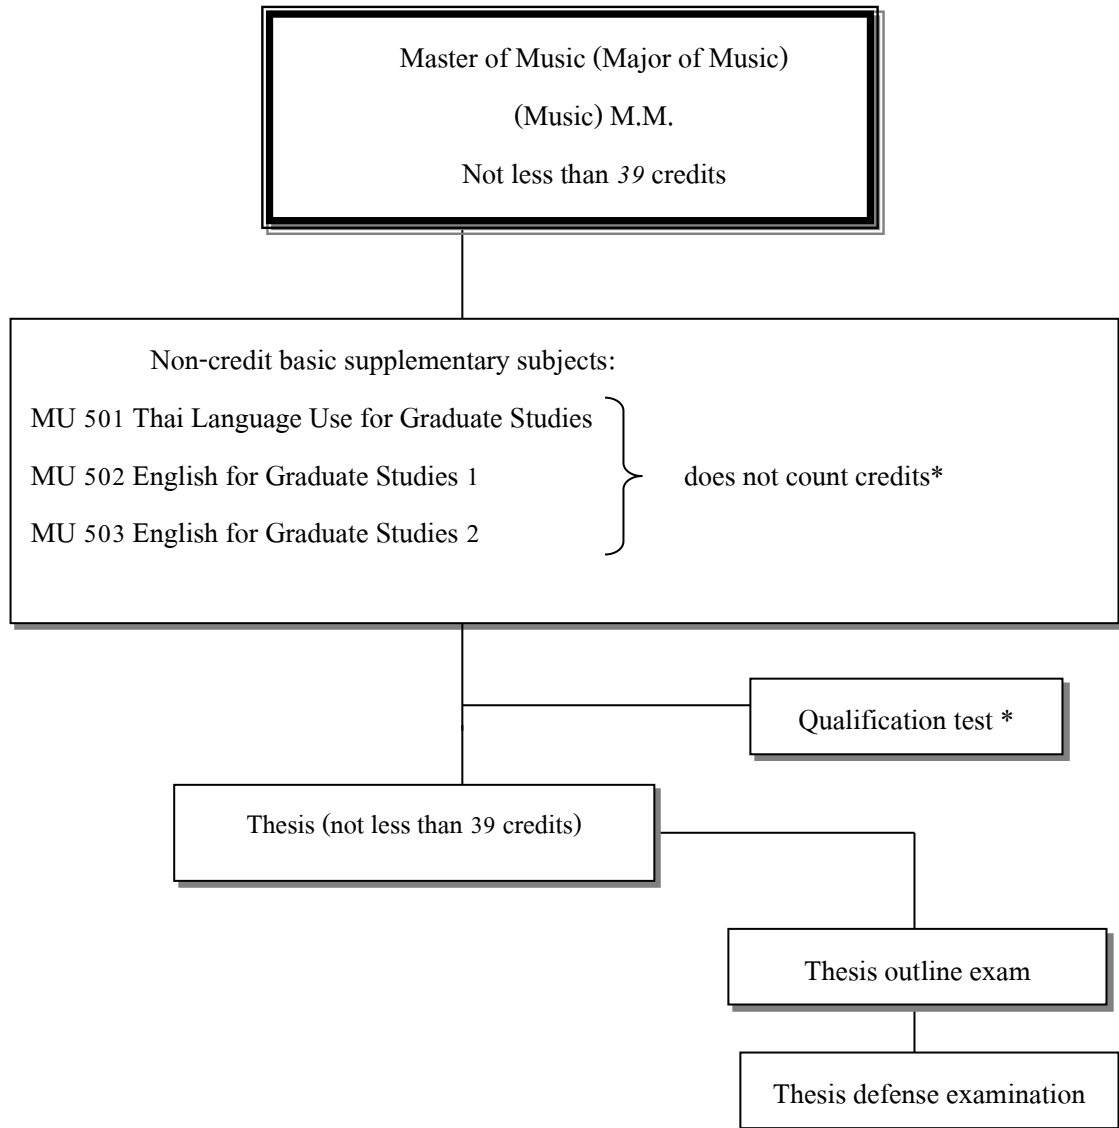 Master of Music (Major of Music)
(Music) M.M.
Not less than 39 credits
Non-credit basic supplementary subjects:
MU 501 Thai Language Use for Graduate Studies
MU 502 English for Graduate Studies 1
does not count credits*
MU 503 English for Graduate Studies 2
Qualification test *
Thesis (not less than 39 credits)
Thesis outline exam
Thesis defense examination